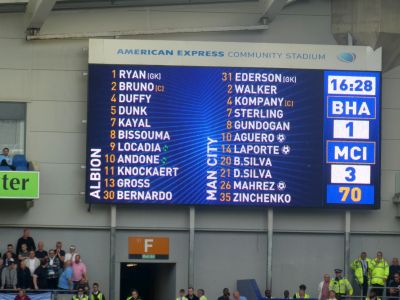 AMERICAN EXPRESS COMMUNITY STADIUM
ALBION
1 RYAN (GK)
2 BRUNO [C]
4 DUFFY
5 DUNK
7 KAYAL
8 BISSOUMA
9 LOCADIA
10 ANDONE
11 KNOCKAERT
13 GROSS
30 BERNARDO
MAN CITY
31 EDERSON (GK)
2 WALKER
4 KOMPANY [C]
7 STERLING
8 GUNDOGAN
10 AGUERO
14 LAPORTE
20 B.SILVA
21 D.SILVA
26 MAHREZ
35 ZINCHENKO
16:28
BHA
1
MCI
3
70
nter
F